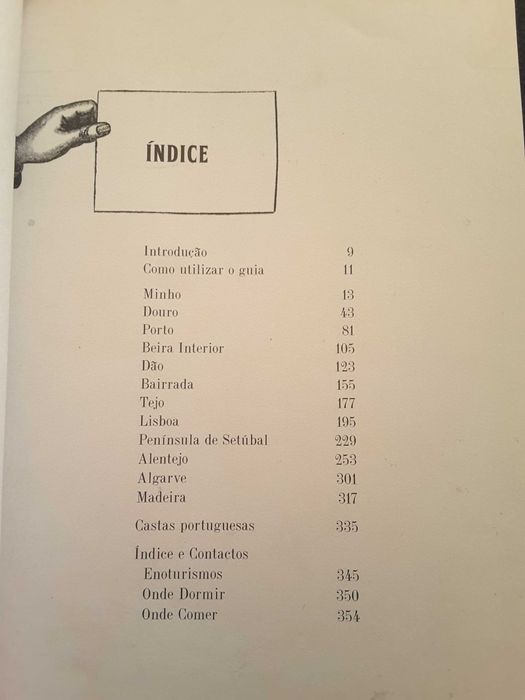 ÍNDICE
Introdução 9
Como utilizar o guia 11
Minho 13
Douro 43
Porto 81
Beira Interior 105
Dão 123
Bairrada 155
Tejo 177
Lisboa 195
Península de Setúbal 229
Alentejo 253
Algarve 301
Madeira 317
Castas portuguesas 335
Índice e Contactos
Enoturismos 345
Onde Dormir 350
Onde Comer 354